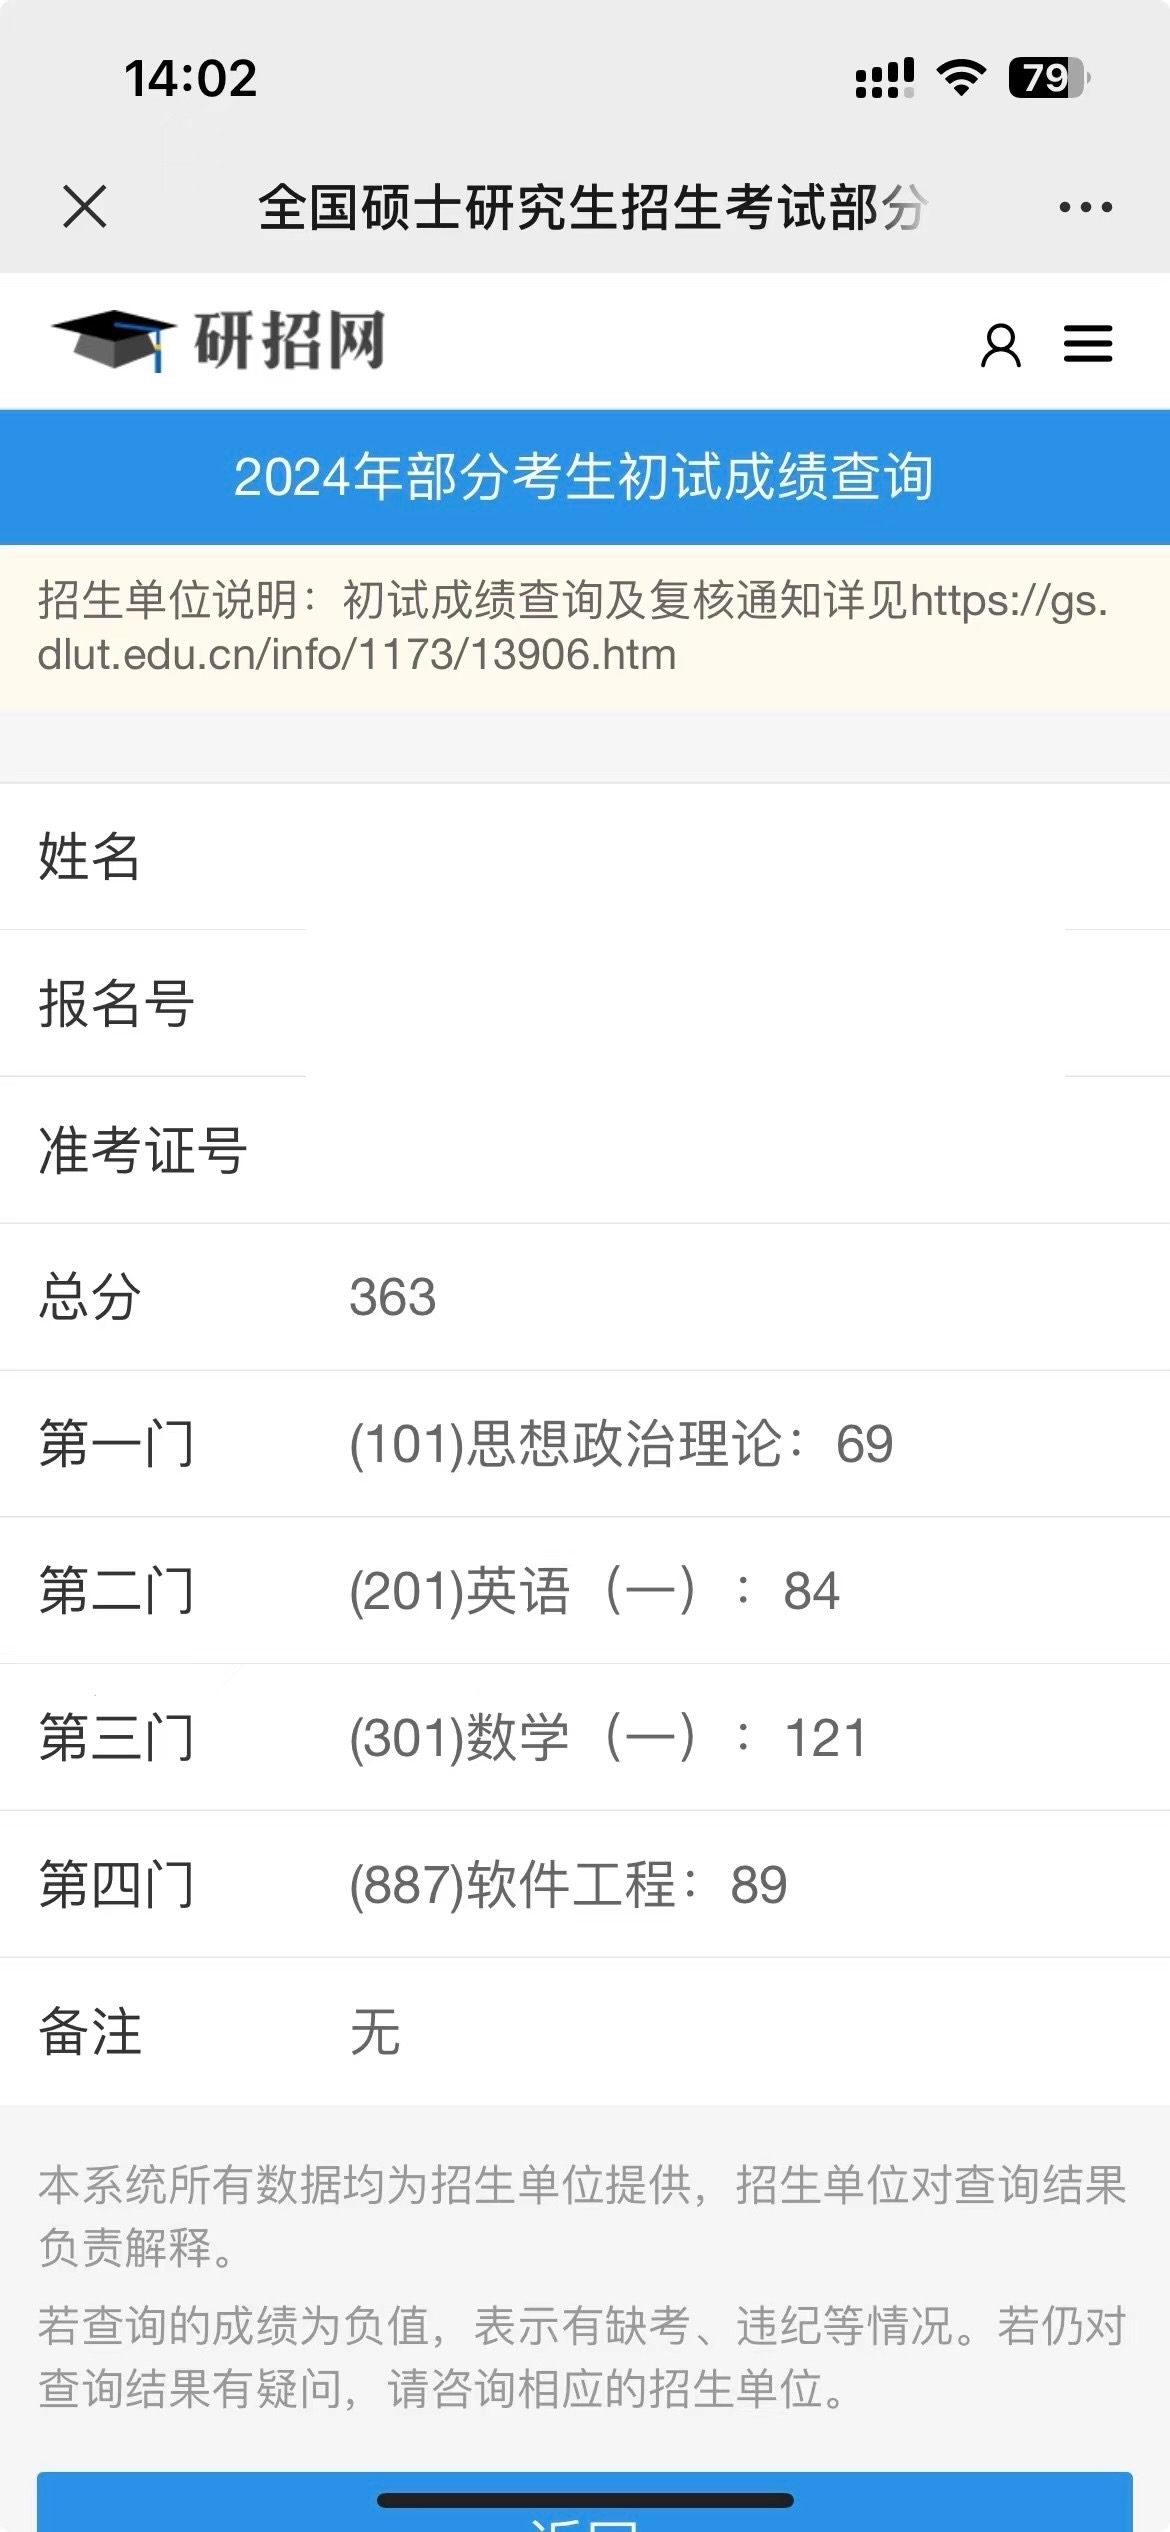 14:02
79
全国硕士研究生招生考试部分
研招网
2024年部分考生初试成绩查询
招生单位说明：初试成绩查询及复核通知详见https://gs.
dlut.edu.cn/info/1173/13906.htm
姓名
报名号
准考证号
总分 363
第一门 (101)思想政治理论：69
第二门 (201)英语（一）：84
第三门 (301)数学（一）：121
第四门 (887)软件工程：89
备注 无
本系统所有数据均为招生单位提供，招生单位对查询结果
负责解释。
若查询的成绩为负值，表示有缺考、违纪等情况。若仍对
查询结果有疑问，请咨询相应的招生单位。